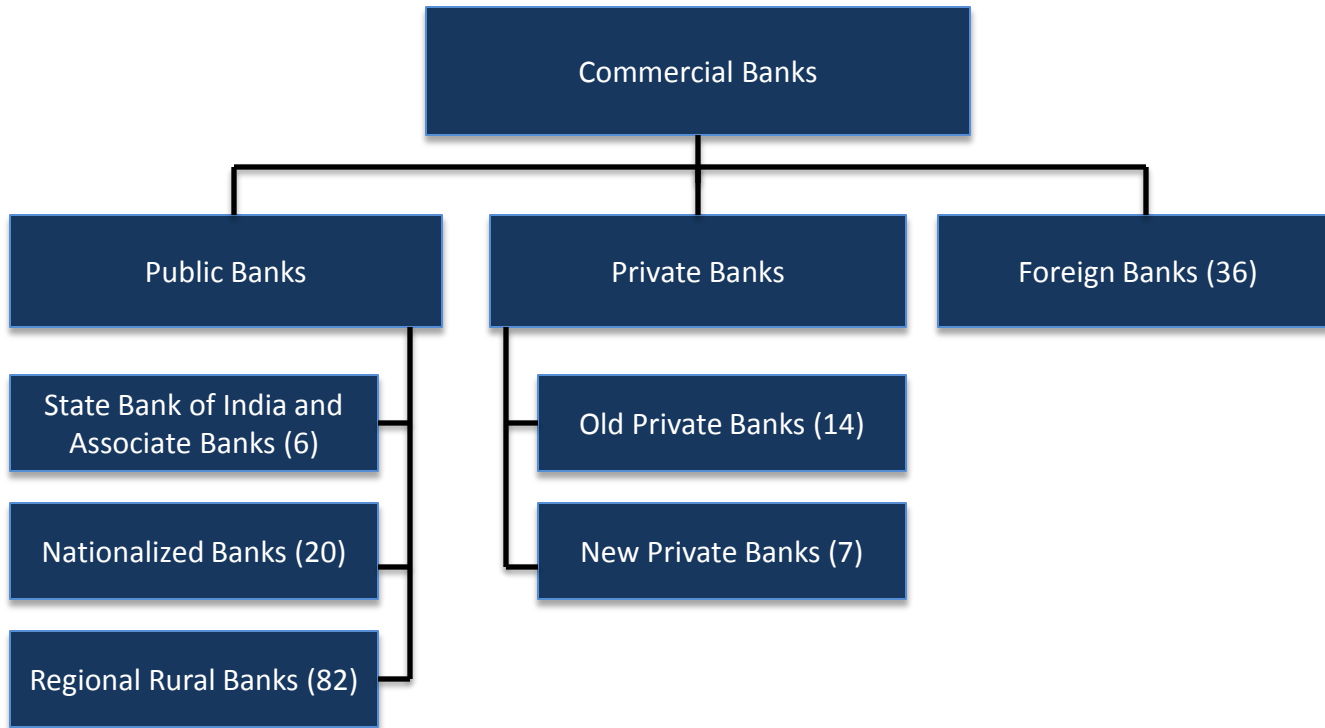 Commercial Banks
Public Banks
Private Banks
Foreign Banks (36)
State Bank of India and
Associate Banks (6)
Old Private Banks (14)
Nationalized Banks (20)
New Private Banks (7)
Regional Rural Banks (82)